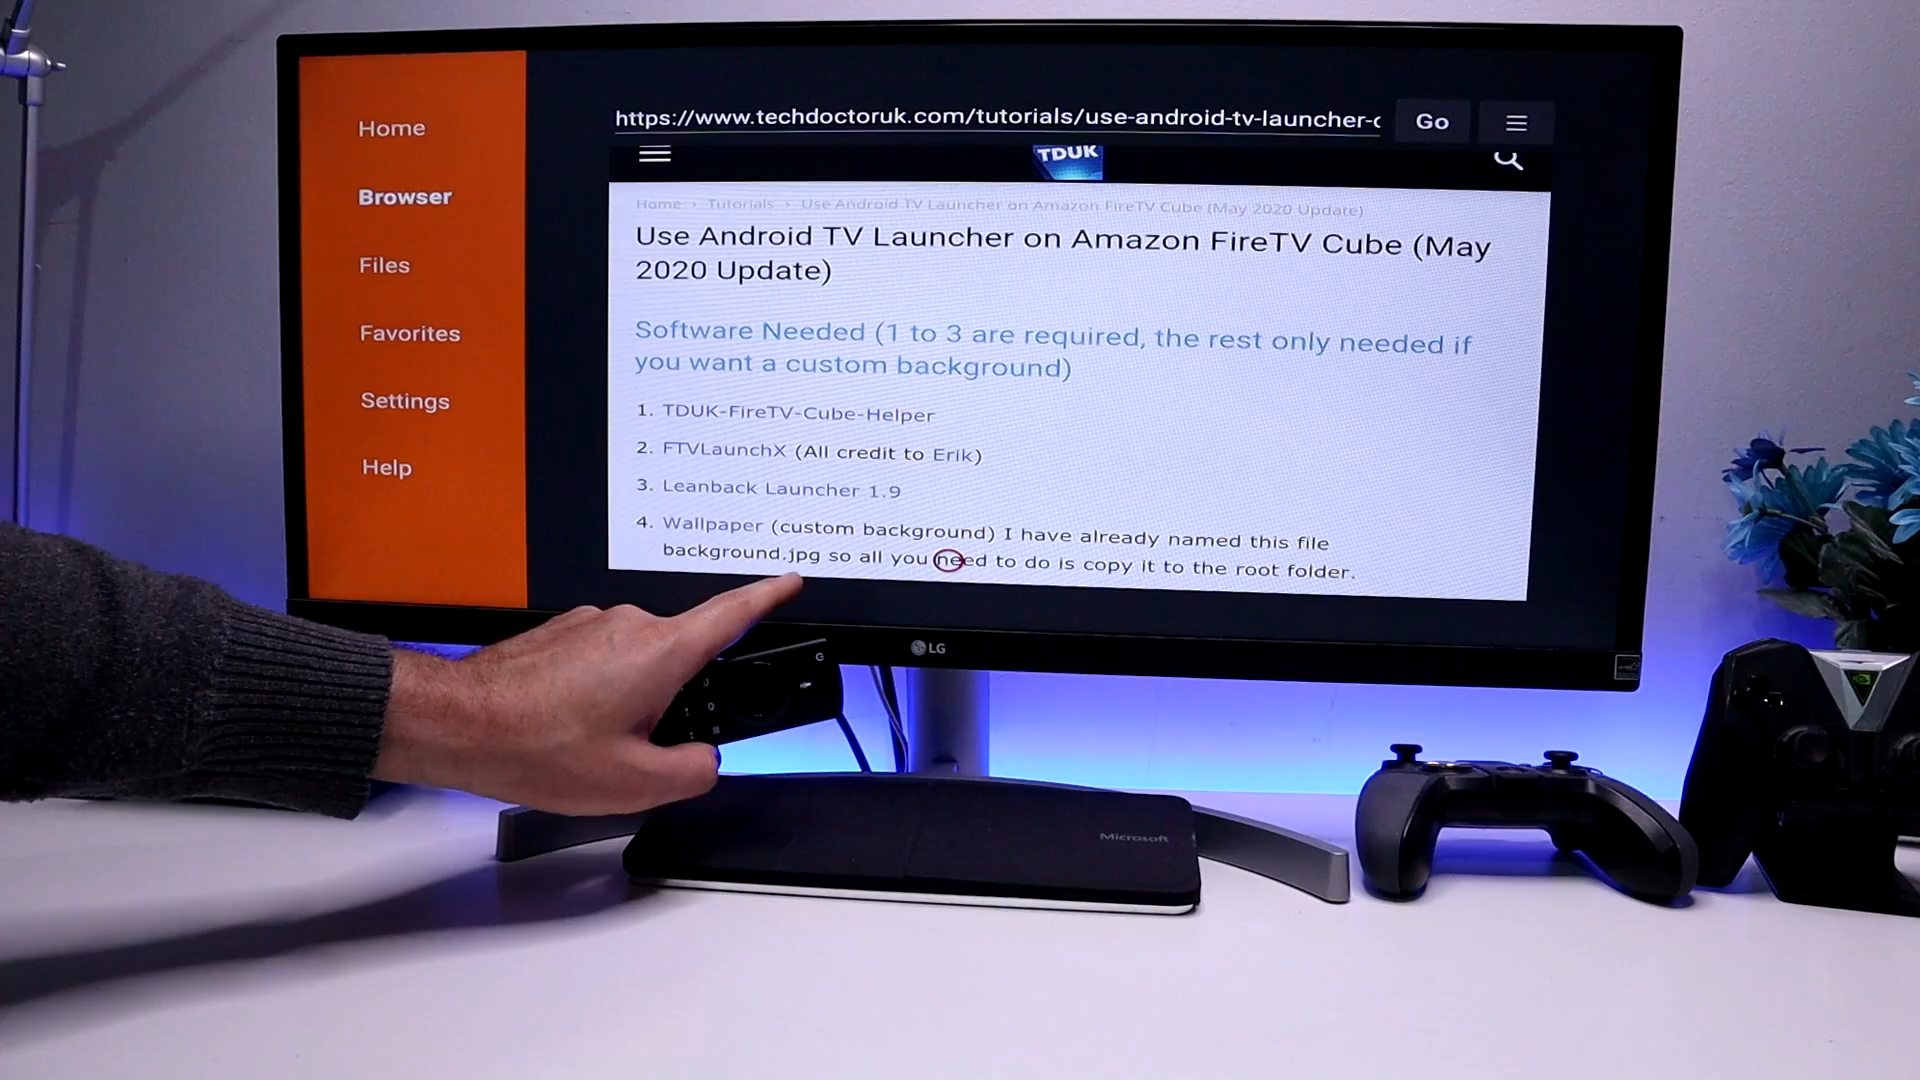 Home
Browser
Files
Favorites
Settings
Help
https://www.techdoctoruk.com/tutorials/use-android-tv-launcher-c
Go
TDUK
Home › Tutorials › Use Android TV Launcher on Amazon FireTV Cube (May 2020 Update)
Use Android TV Launcher on Amazon FireTV Cube (May
2020 Update)
Software Needed (1 to 3 are required, the rest only needed if
you want a custom background)
1. TDUK-FireTV-Cube-Helper
2. FTVLaunchX (All credit to Erik)
3. Leanback Launcher 1.9
4. Wallpaper (custom background) I have already named this file
background.jpg so all you need to do is copy it to the root folder.
LG
G
Microsoft